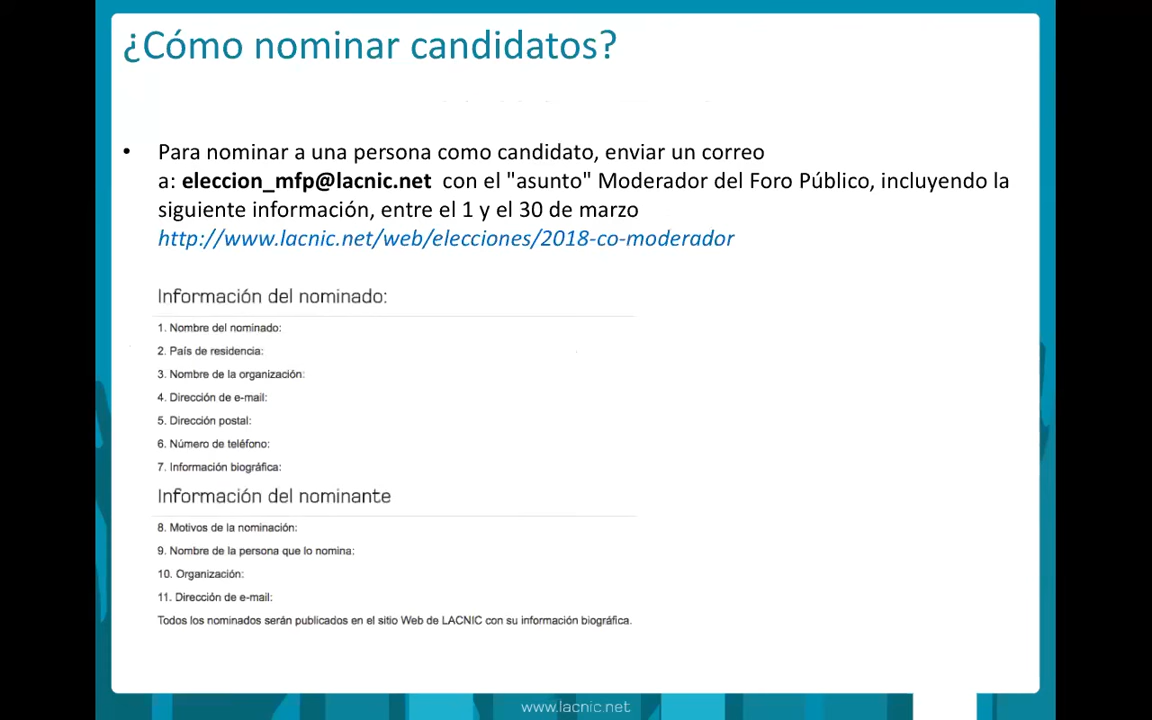 ¿Cómo nominar candidatos?
• Para nominar a una persona como candidato, enviar un correo
a: eleccion_mfp@lacnic.net con el "asunto" Moderador del Foro Público, incluyendo la
siguiente información, entre el 1 y el 30 de marzo
http://www.lacnic.net/web/elecciones/2018-co-moderador
Información del nominado:
1. Nombre del nominado:
2. País de residencia:
3. Nombre de la organización:
4. Dirección de e-mail:
5. Dirección postal:
6. Número de teléfono:
7. Información biográfica:
Información del nominante
8. Motivos de la nominación:
9. Nombre de la persona que lo nomina:
10. Organización:
11. Dirección de e-mail:
Todos los nominados serán publicados en el sitio Web de LACNIC con su información biográfica.
www.lacnic.net